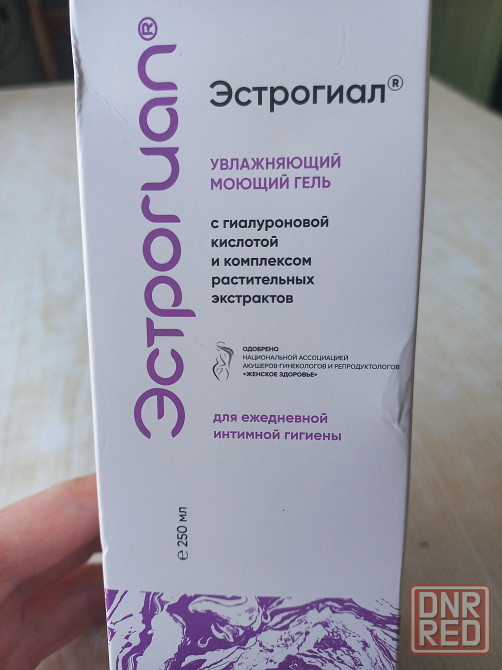 Эстрогиал®
Эстрогиал®
УВЛАЖНЯЮЩИЙ
МОЮЩИЙ ГЕЛЬ
с гиалуроновой
кислотой
и комплексом
растительных
экстрактов
ОДОБРЕНО
НАЦИОНАЛЬНОЙ АССОЦИАЦИЕЙ
АКУШЕРОВ-ГИНЕКОЛОГОВ И РЕПРОДУКТОЛОГОВ
«ЖЕНСКОЕ ЗДОРОВЬЕ»
для ежедневной
интимной гигиены
℮ 250 мл
DNR
RED